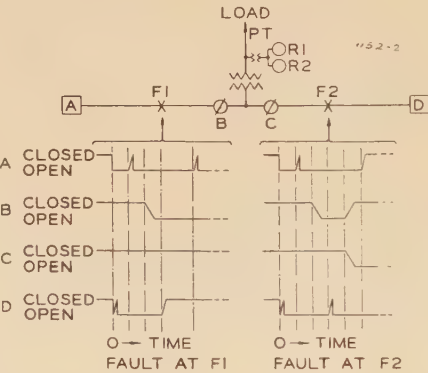 LOAD
PT
R1
R2
1152-2
A F1 B C F2 D
A CLOSED
OPEN
B CLOSED
OPEN
C CLOSED
OPEN
D CLOSED
OPEN
O → TIME
FAULT AT F1
O → TIME
FAULT AT F2